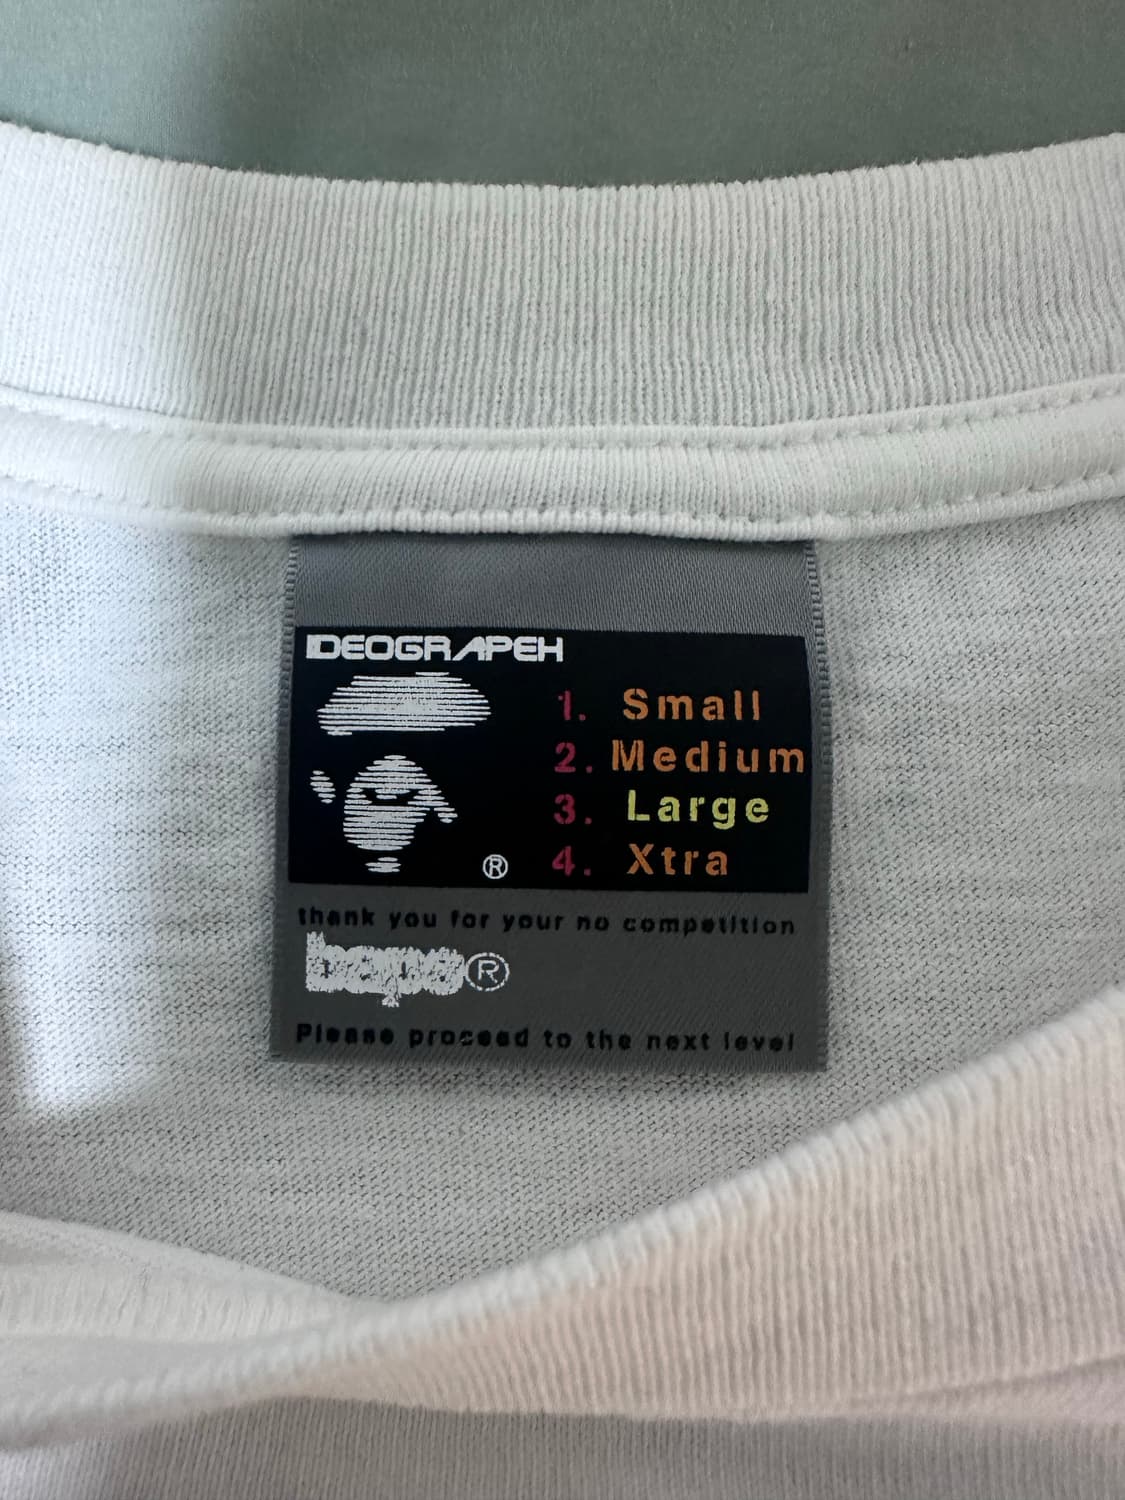 IDEOGRAPEH
1. Small
2. Medium
3. Large
4. Xtra
®
thank you for your no competition
bape®
Please proceed to the next level